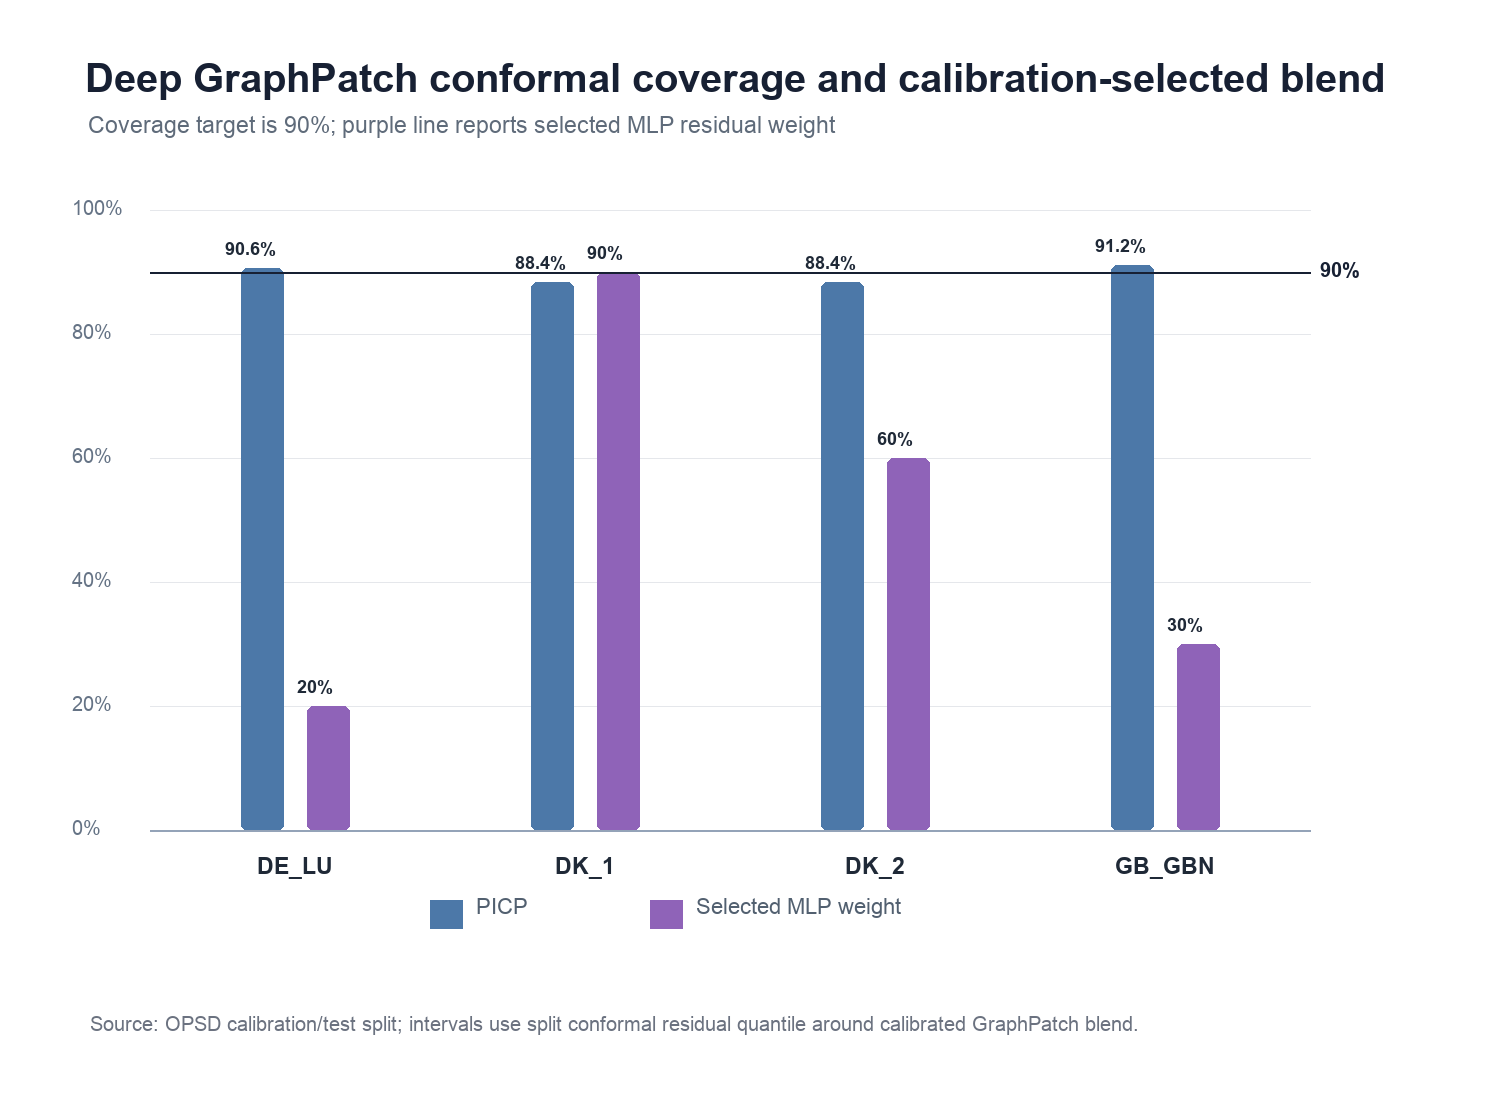 Deep GraphPatch conformal coverage and calibration-selected blend
Coverage target is 90%; purple line reports selected MLP residual weight
100%
90.6%
88.4%
90%
88.4%
91.2%
90%
80%
60%
60%
40%
30%
20%
20%
0%
DE_LU
DK_1
DK_2
GB_GBN
PICP
Selected MLP weight
Source: OPSD calibration/test split; intervals use split conformal residual quantile around calibrated GraphPatch blend.